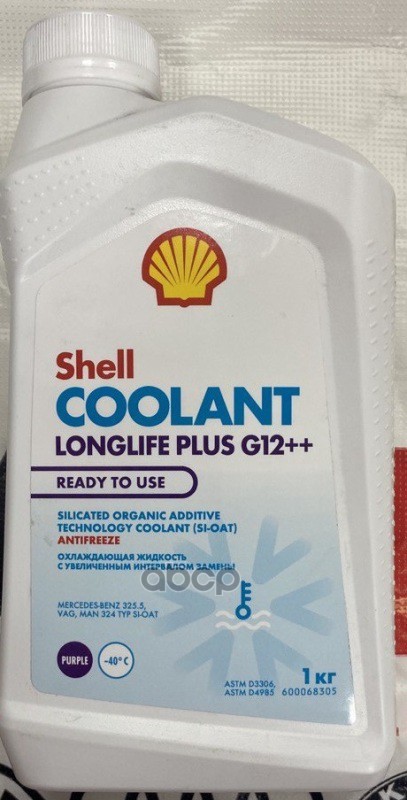 Shell
COOLANT
LONGLIFE PLUS G12++
READY TO USE
SILICATED ORGANIC ADDITIVE
TECHNOLOGY COOLANT (SI-OAT)
ANTIFREEZE
ОХЛАЖДАЮЩАЯ ЖИДКОСТЬ
С УВЕЛИЧЕННЫМ ИНТЕРВАЛОМ ЗАМЕНЫ
MERCEDES-BENZ 325.5,
VAG, MAN 324 TYP SI-OAT
PURPLE
-40° C
1 КГ
ASTM D3306,
ASTM D4985 600068305